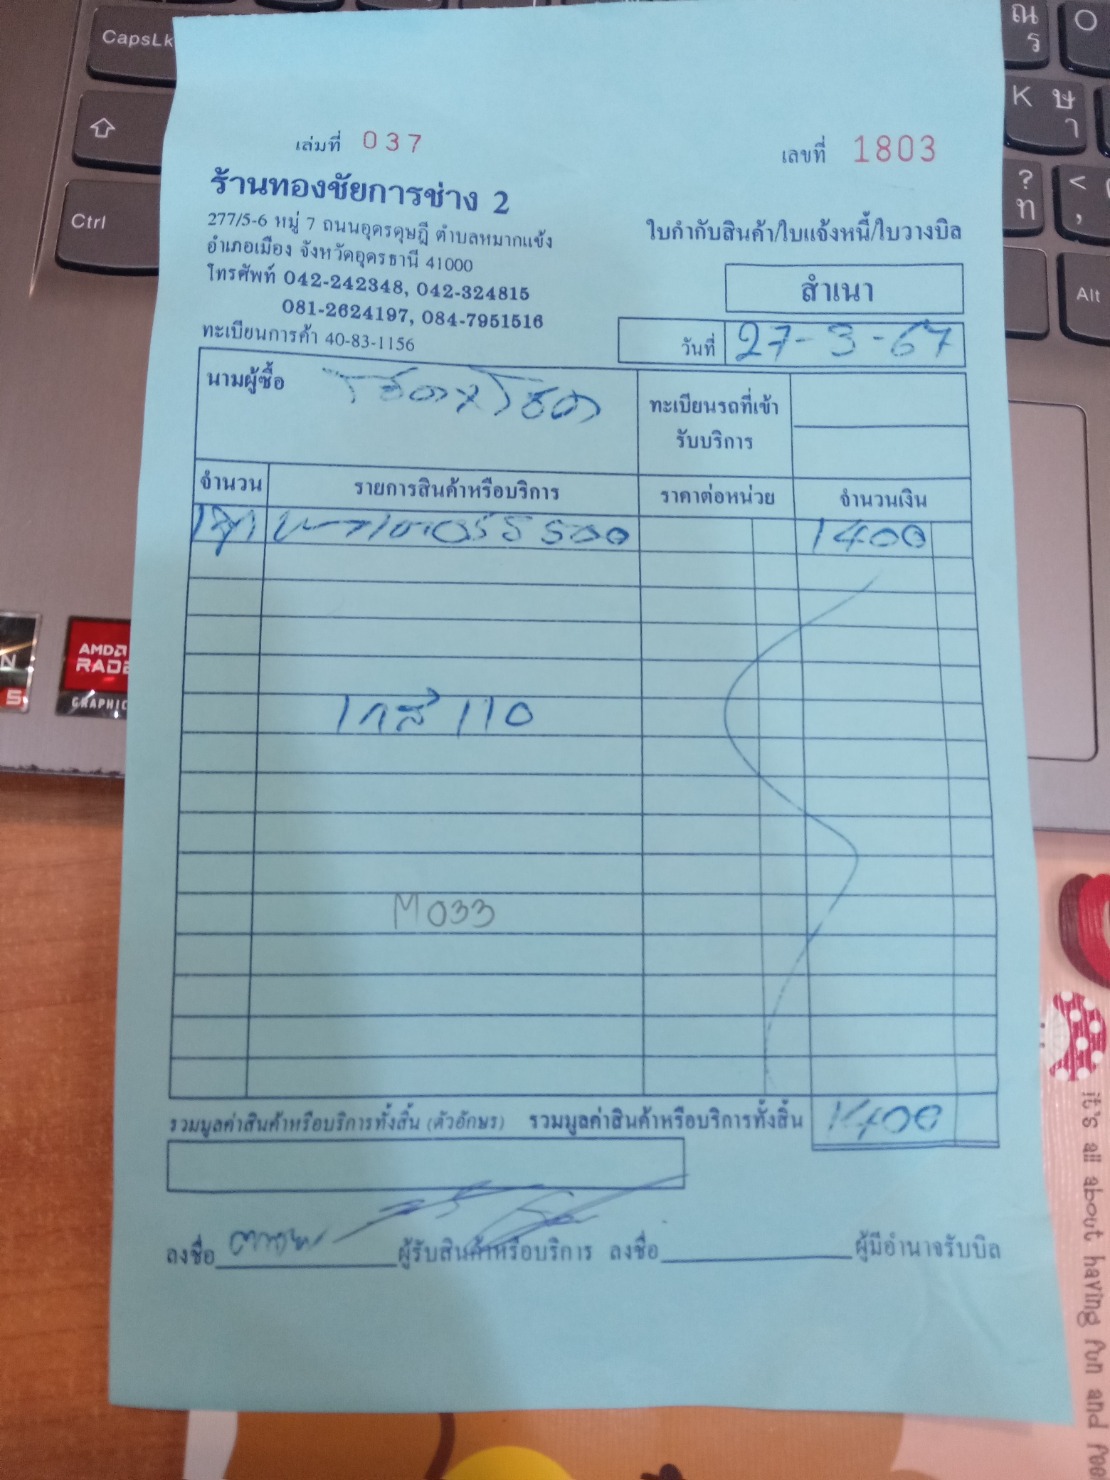 เล่มที่ 037
เลขที่ 1803
ร้านทองชัยการช่าง 2
277/5-6 หมู่ 7 ถนนอุดรดุษฎี ตำบลหมากแข้ง
อำเภอเมือง จังหวัดอุดรธานี 41000
โทรศัพท์ 042-242348, 042-324815
081-2624197, 084-7951516
ทะเบียนการค้า 40-83-1156
ใบกำกับสินค้า/ใบแจ้งหนี้/ใบวางบิล
สำเนา
วันที่ 27-3-67
นามผู้ซื้อ
ทะเบียนรถที่เข้า
รับบริการ
จำนวน รายการสินค้าหรือบริการ ราคาต่อหน่วย จำนวนเงิน
1400
110
M033
รวมมูลค่าสินค้าหรือบริการทั้งสิ้น (ตัวอักษร) รวมมูลค่าสินค้าหรือบริการทั้งสิ้น 1400
ลงชื่อ ผู้รับสินค้าหรือบริการ ลงชื่อ ผู้มีอำนาจรับบิล
CapsLk
Ctrl
Alt
K ษ
า
? ท
< ,
ณ
ร
O
AMD
GRAPHIC
it's all about having fun and